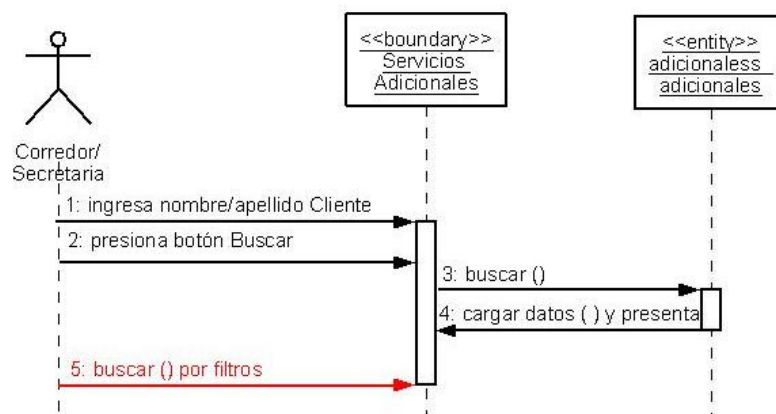 <<boundary>>
Servicios
Adicionales
<<entity>>
adicionaless
adicionales
Corredor/
Secretaria
1: ingresa nombre/apellido Cliente
2: presiona botón Buscar
3: buscar ()
4: cargar datos ( ) y presenta
5: buscar () por filtros